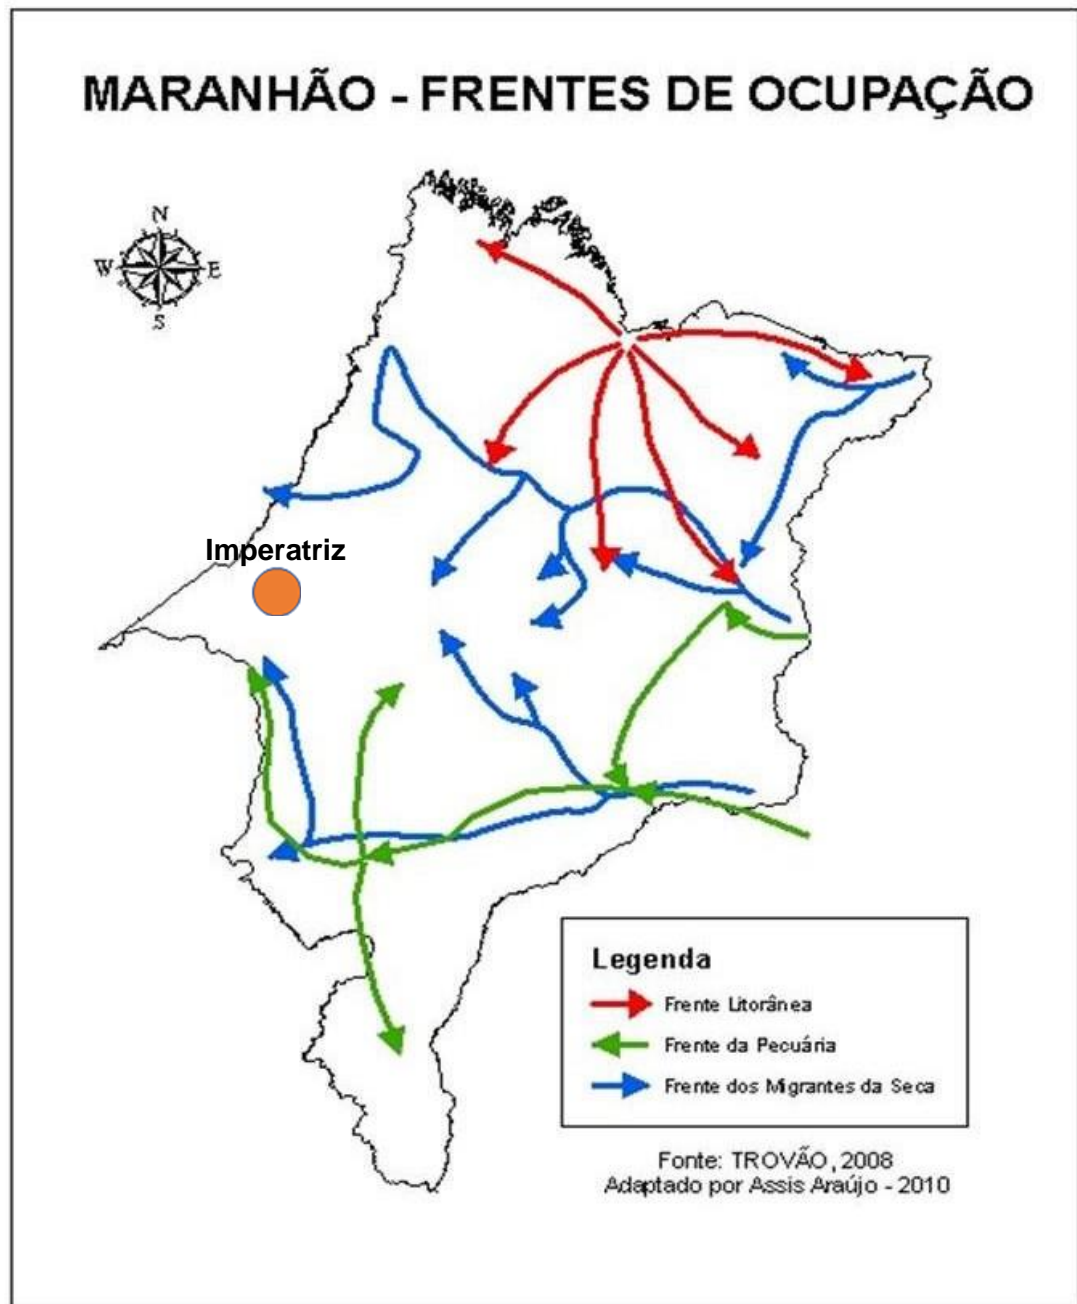 MARANHÃO - FRENTES DE OCUPAÇÃO
N
W E
S
Imperatriz
Legenda
Frente Litorânea
Frente da Pecuária
Frente dos Migrantes da Seca
Fonte: TROVÃO, 2008
Adaptado por Assis Araújo - 2010